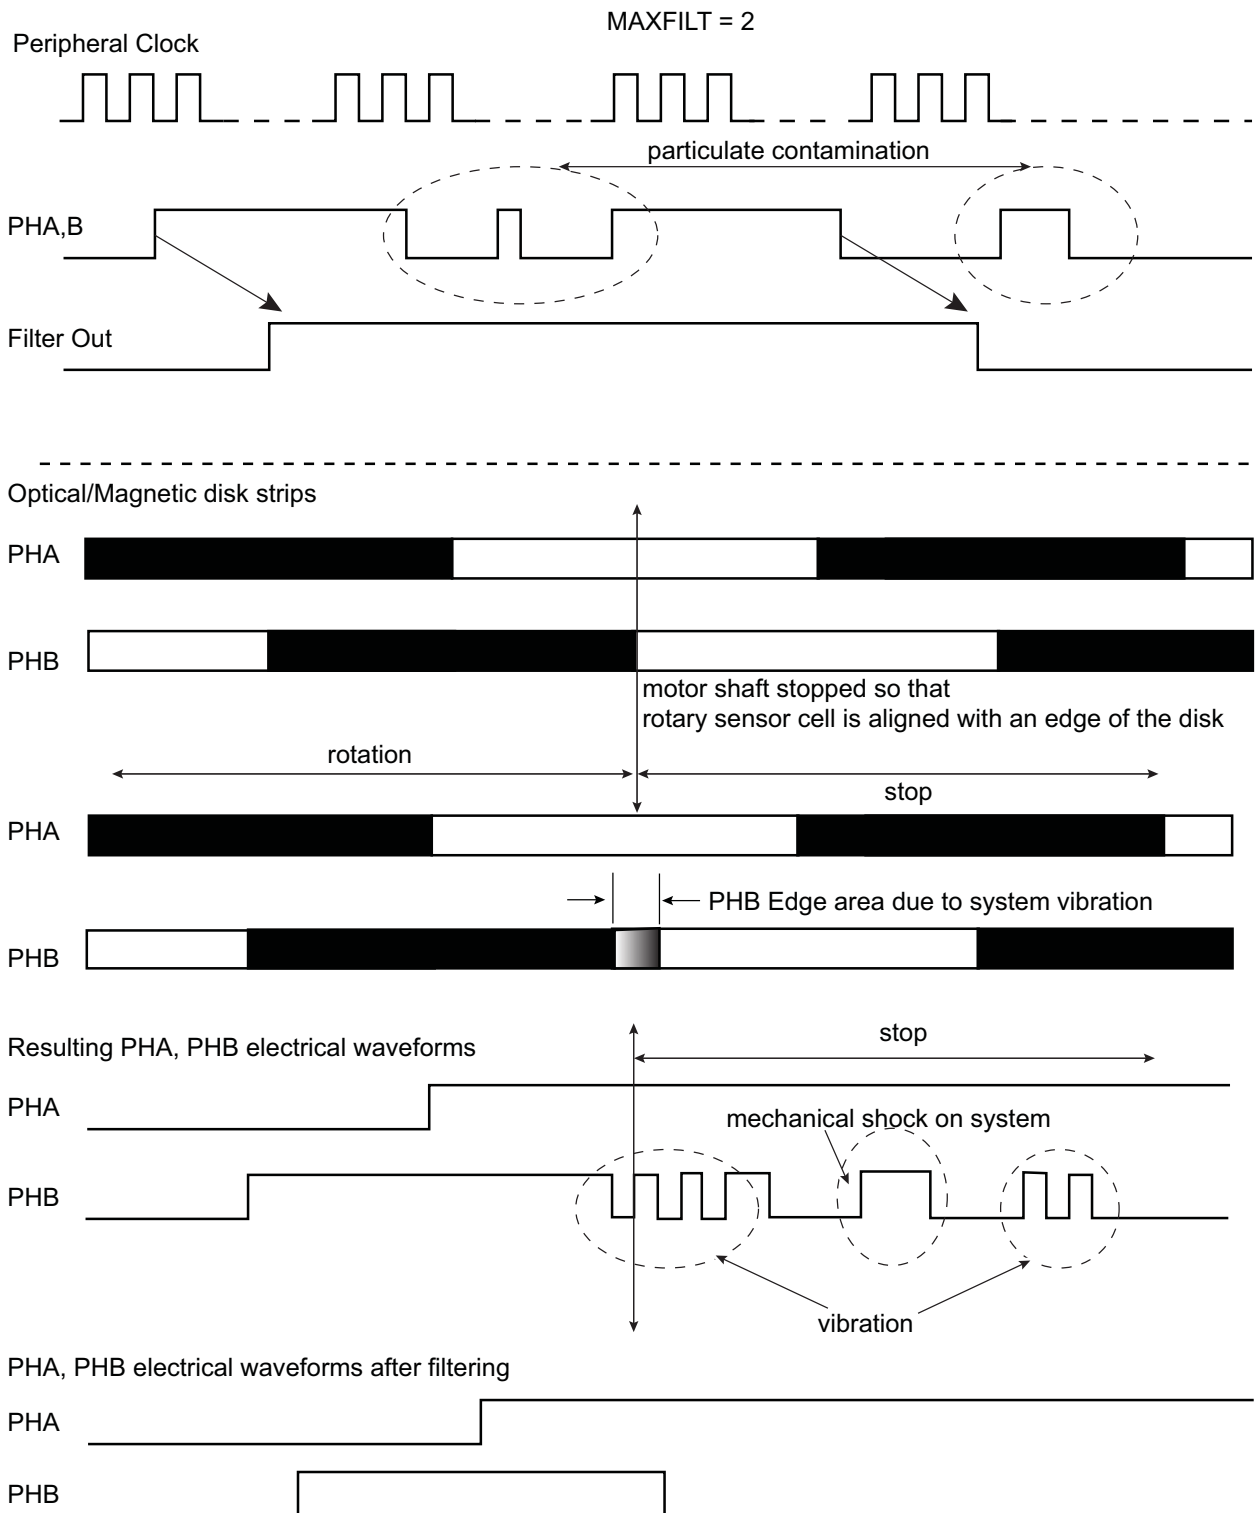 MAXFILT = 2
Peripheral Clock
particulate contamination
PHA,B
Filter Out
Optical/Magnetic disk strips
PHA
PHB
motor shaft stopped so that
rotary sensor cell is aligned with an edge of the disk
rotation
stop
PHA
PHB Edge area due to system vibration
PHB
stop
Resulting PHA, PHB electrical waveforms
PHA
mechanical shock on system
PHB
vibration
PHA, PHB electrical waveforms after filtering
PHA
PHB